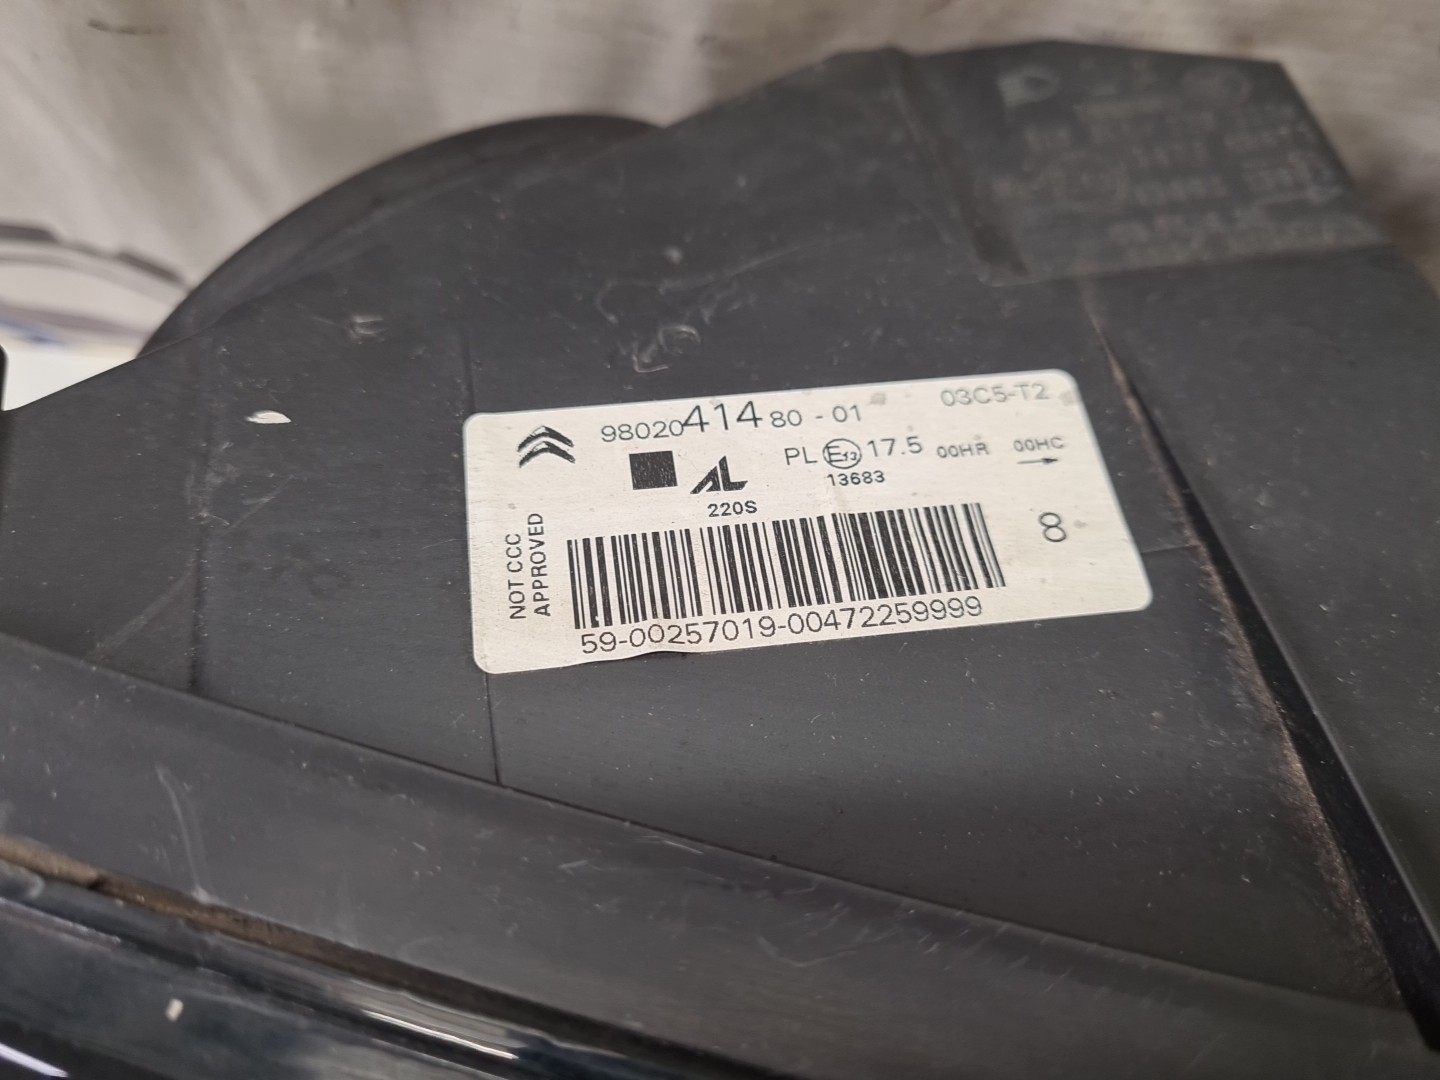 9802041480 - 01
03C5-T2
PL E13 17.5 00HR 00HC
13683
AL
220S
NOT CCC
APPROVED
8
59-00257019-00472259999